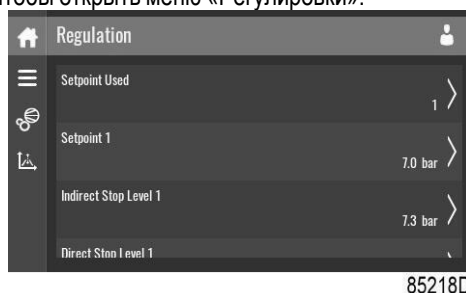 чтобы открыть меню «Регулировки».
Regulation
Setpoint Used
1
Setpoint 1
7.0 bar
Indirect Stop Level 1
7.3 bar
Direct Stop Level 1
85218D